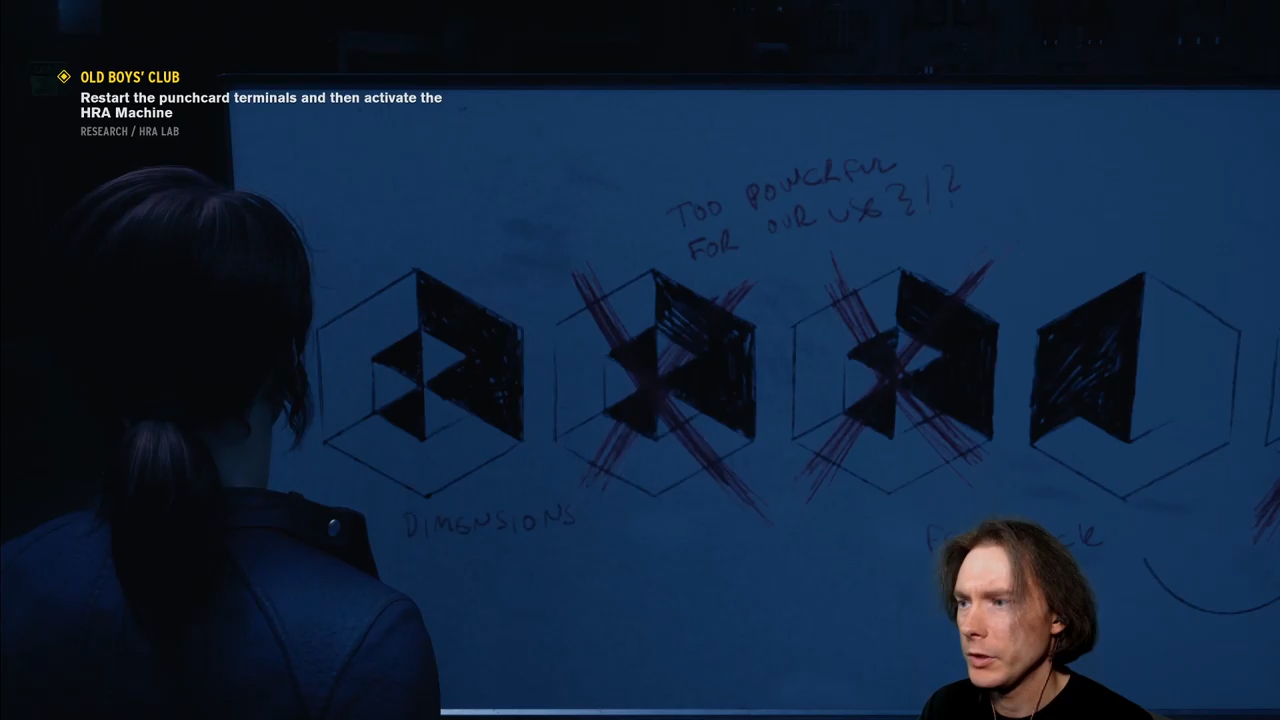 OLD BOYS' CLUB
Restart the punchcard terminals and then activate the
HRA Machine
RESEARCH / HRA LAB
TOO POWERFUL
FOR OUR USE?!?
DIMENSIONS